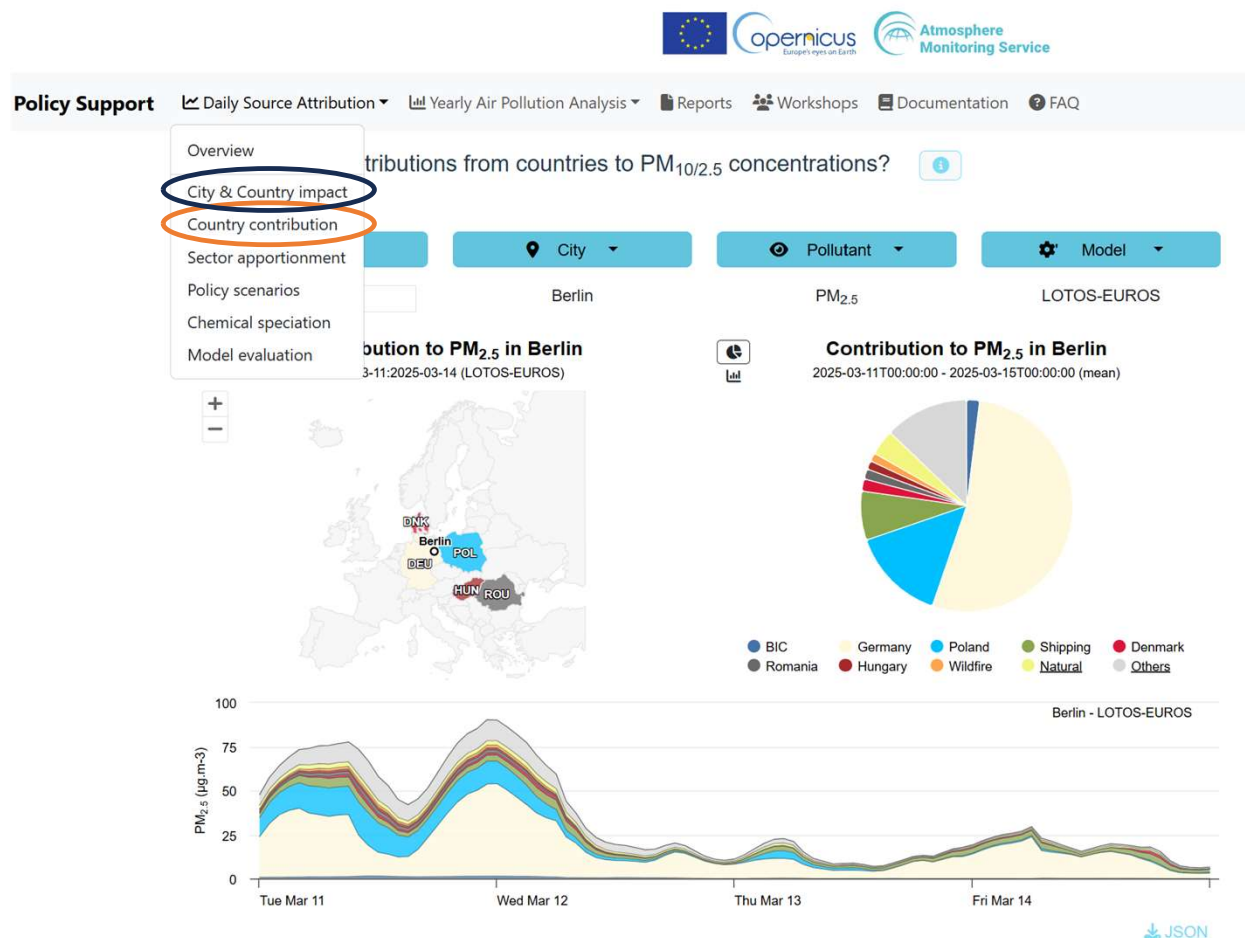 Copernicus
Europe's eyes on Earth
Atmosphere
Monitoring Service
Policy Support
Daily Source Attribution
Yearly Air Pollution Analysis
Reports
Workshops
Documentation
FAQ
Overview
City & Country impact
Country contribution
Sector apportionment
Policy scenarios
Chemical speciation
Model evaluation
tributions from countries to PM10/2.5 concentrations?
City
Pollutant
Model
Berlin
PM2.5
LOTOS-EUROS
bution to PM2.5 in Berlin
3-11:2025-03-14 (LOTOS-EUROS)
+
−
DNK
Berlin
POL
DEU
HUN
ROU
Contribution to PM2.5 in Berlin
2025-03-11T00:00:00 - 2025-03-15T00:00:00 (mean)
BIC
Germany
Poland
Shipping
Denmark
Romania
Hungary
Wildfire
Natural
Others
Berlin - LOTOS-EUROS
PM2.5 (µg.m-3)
100
75
50
25
0
Tue Mar 11
Wed Mar 12
Thu Mar 13
Fri Mar 14
JSON